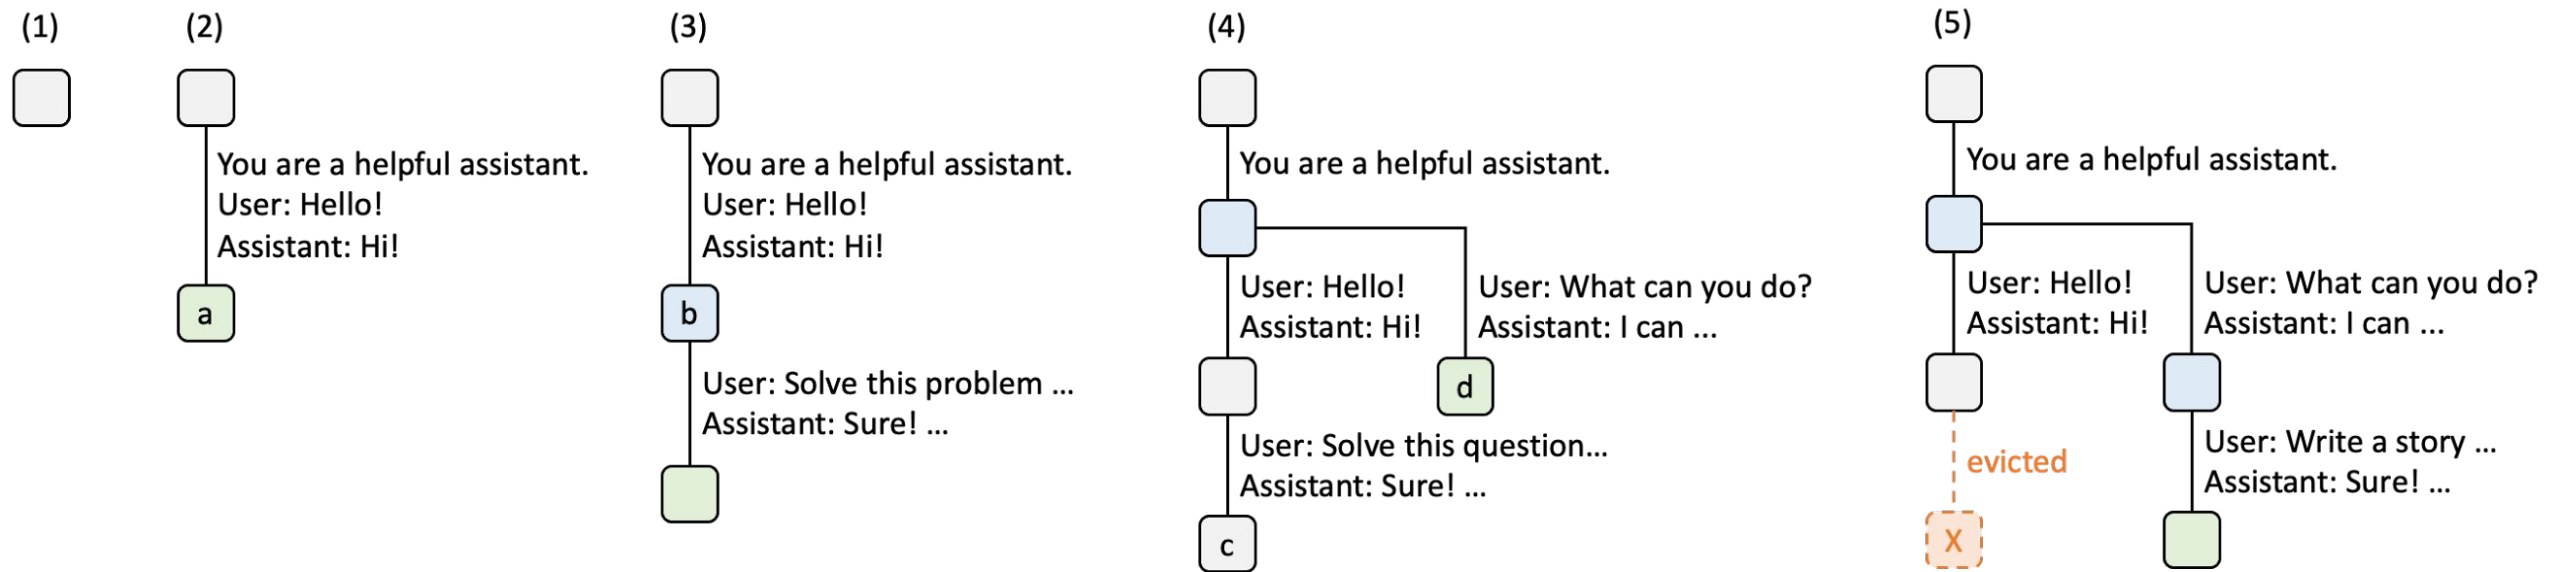 (1)
(2)
You are a helpful assistant.
User: Hello!
Assistant: Hi!
a
(3)
You are a helpful assistant.
User: Hello!
Assistant: Hi!
b
User: Solve this problem ...
Assistant: Sure! ...
(4)
You are a helpful assistant.
User: Hello!
Assistant: Hi!
User: What can you do?
Assistant: I can ...
d
User: Solve this question...
Assistant: Sure! ...
c
(5)
You are a helpful assistant.
User: Hello!
Assistant: Hi!
User: What can you do?
Assistant: I can ...
evicted
X
User: Write a story ...
Assistant: Sure! ...